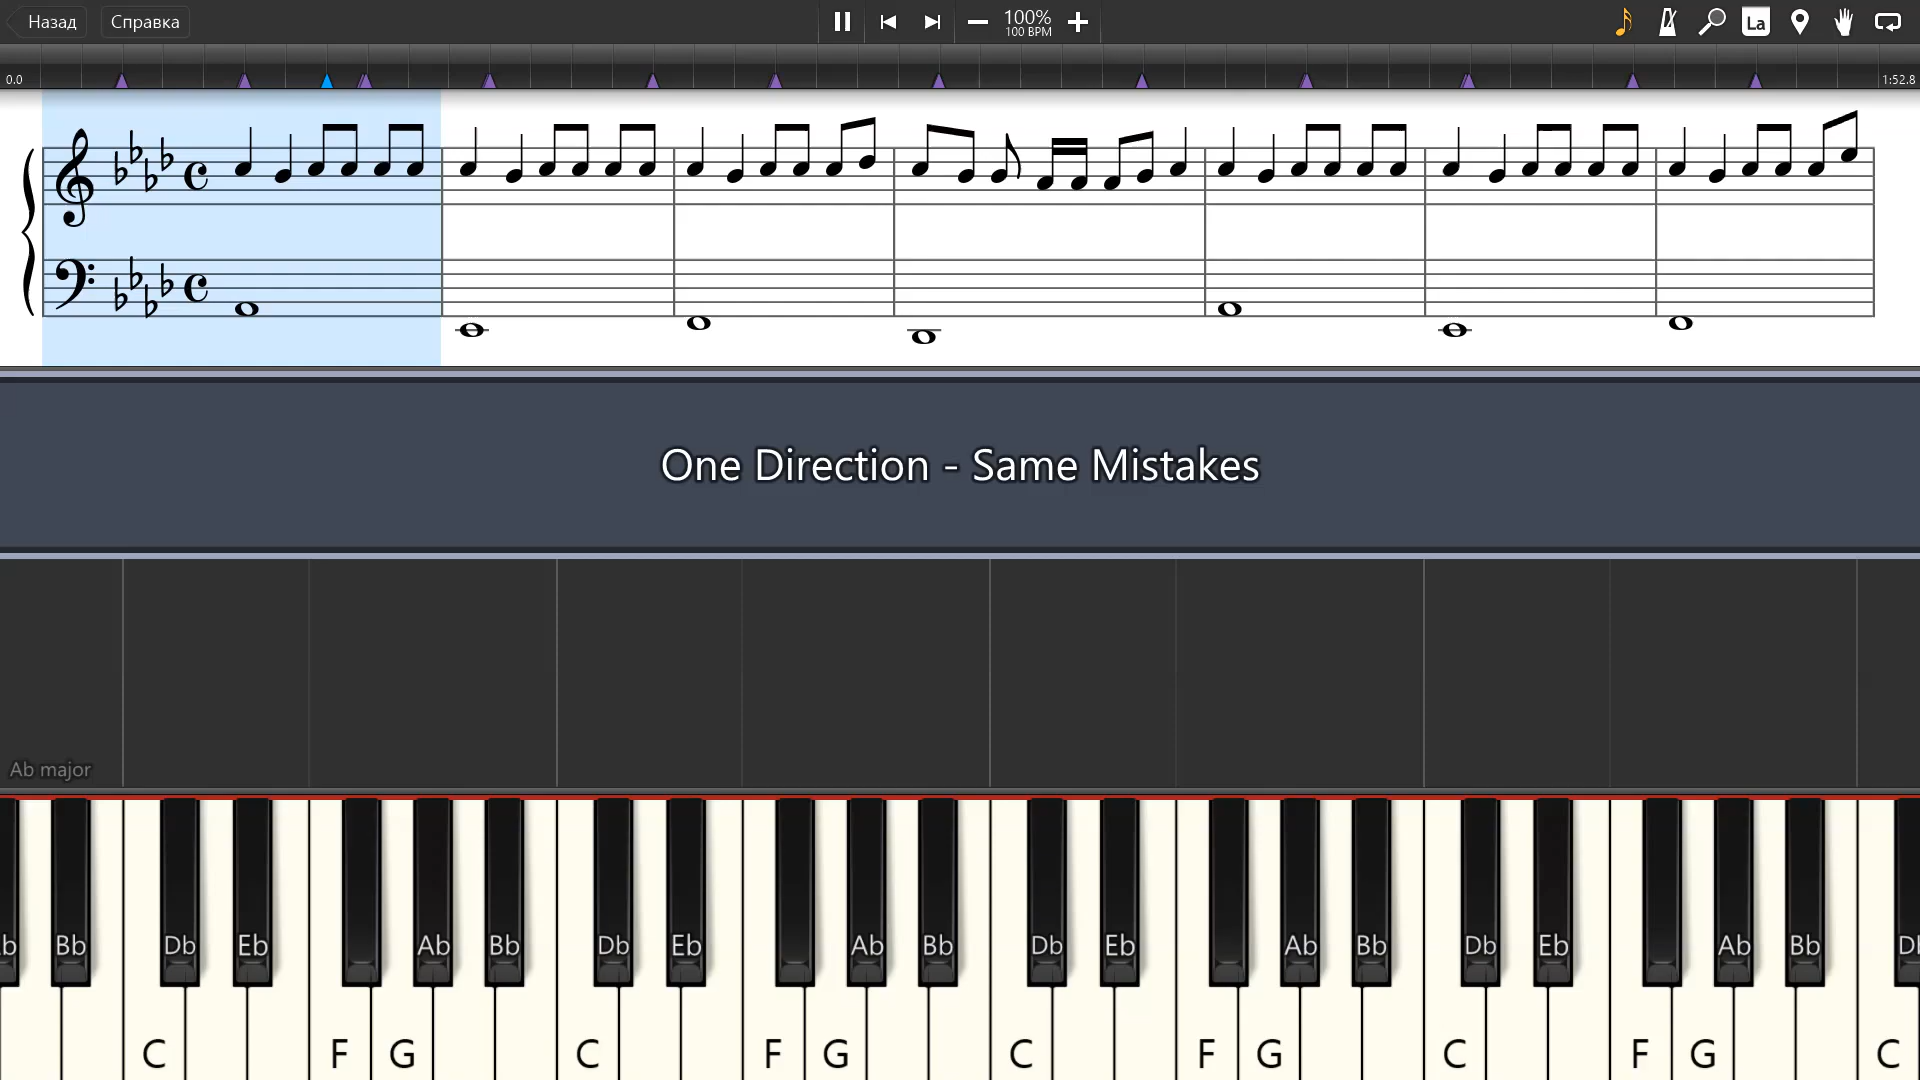 Назад
Справка
100%
100 BPM
La
0.0
1:52.8
One Direction - Same Mistakes
Ab major
Bb Db Eb Ab Bb Db Eb Ab Bb Db Eb Ab Bb Db Eb Ab Bb
C F G C F G C F G C F G C